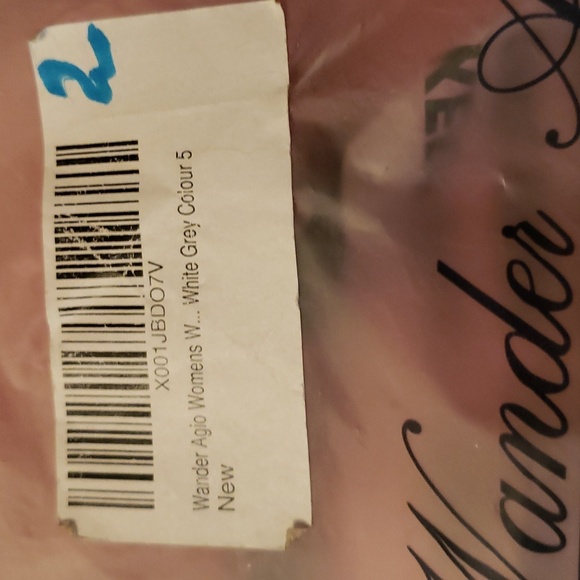 2
X001JBDO7V
Wander Agio Womens W... White Grey Colour 5
New
Wander